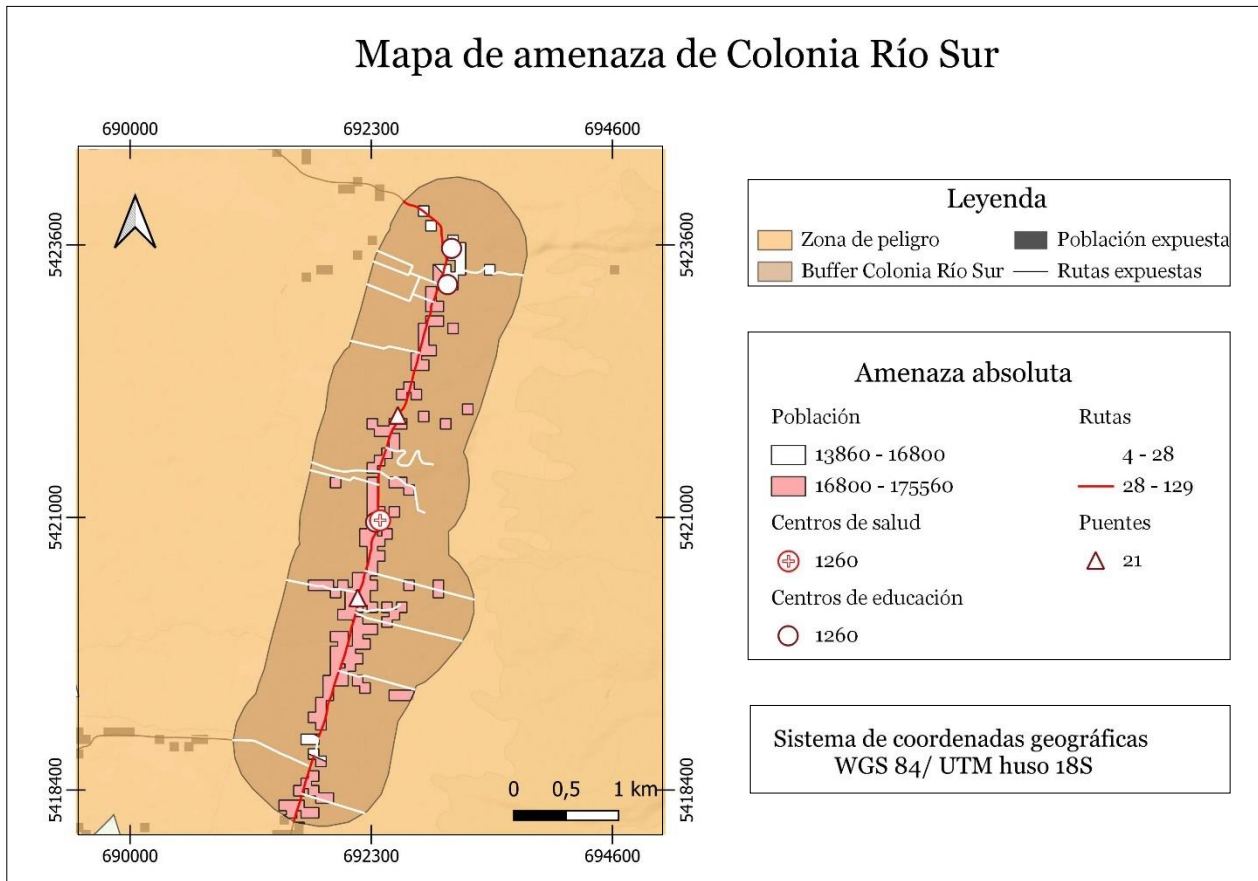 Mapa de amenaza de Colonia Río Sur
690000 692300 694600
5423600 5423600
5421000 5421000
5418400 5418400
0 0,5 1 km
690000 692300 694600
Leyenda
Zona de peligro Población expuesta
Buffer Colonia Río Sur Rutas expuestas
Amenaza absoluta
Población Rutas
13860 - 16800 4 - 28
16800 - 175560 28 - 129
Centros de salud Puentes
1260 21
Centros de educación
1260
Sistema de coordenadas geográficas
WGS 84/ UTM huso 18S